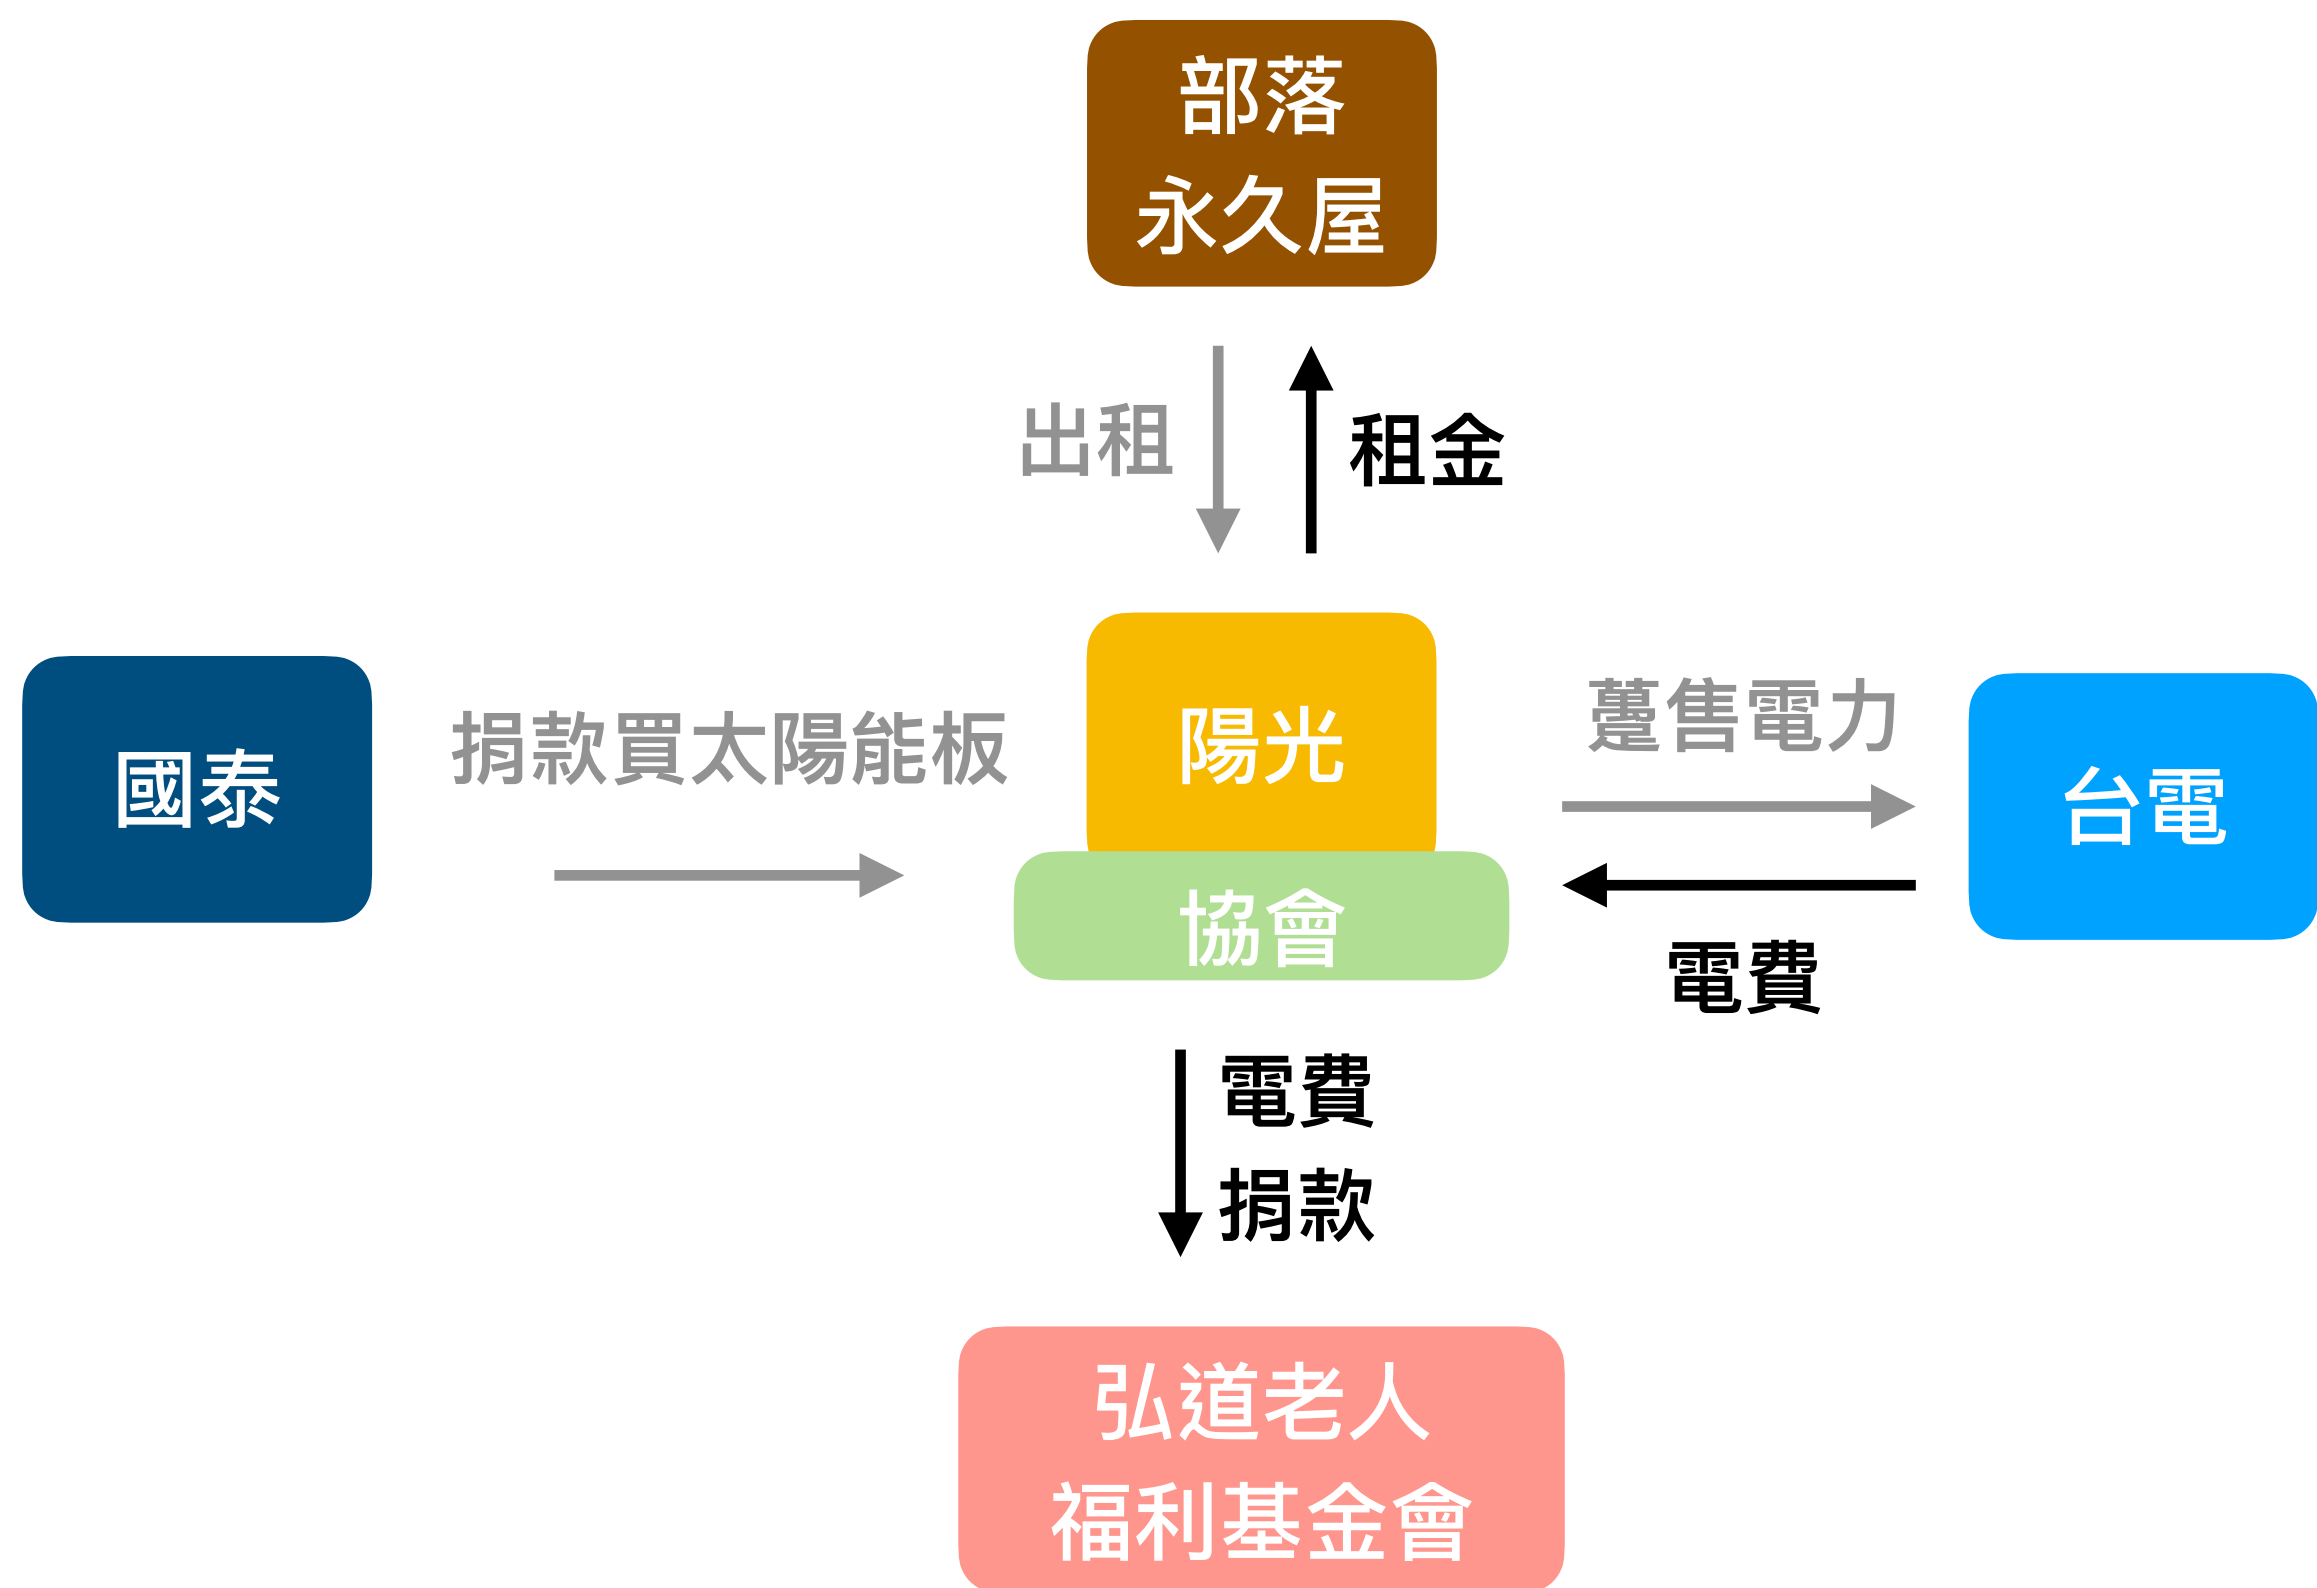 部落
永久屋
出租
租金
國泰
捐款買太陽能板
陽光
協會
躉售電力
台電
電費
電費
捐款
弘道老人
福利基金會